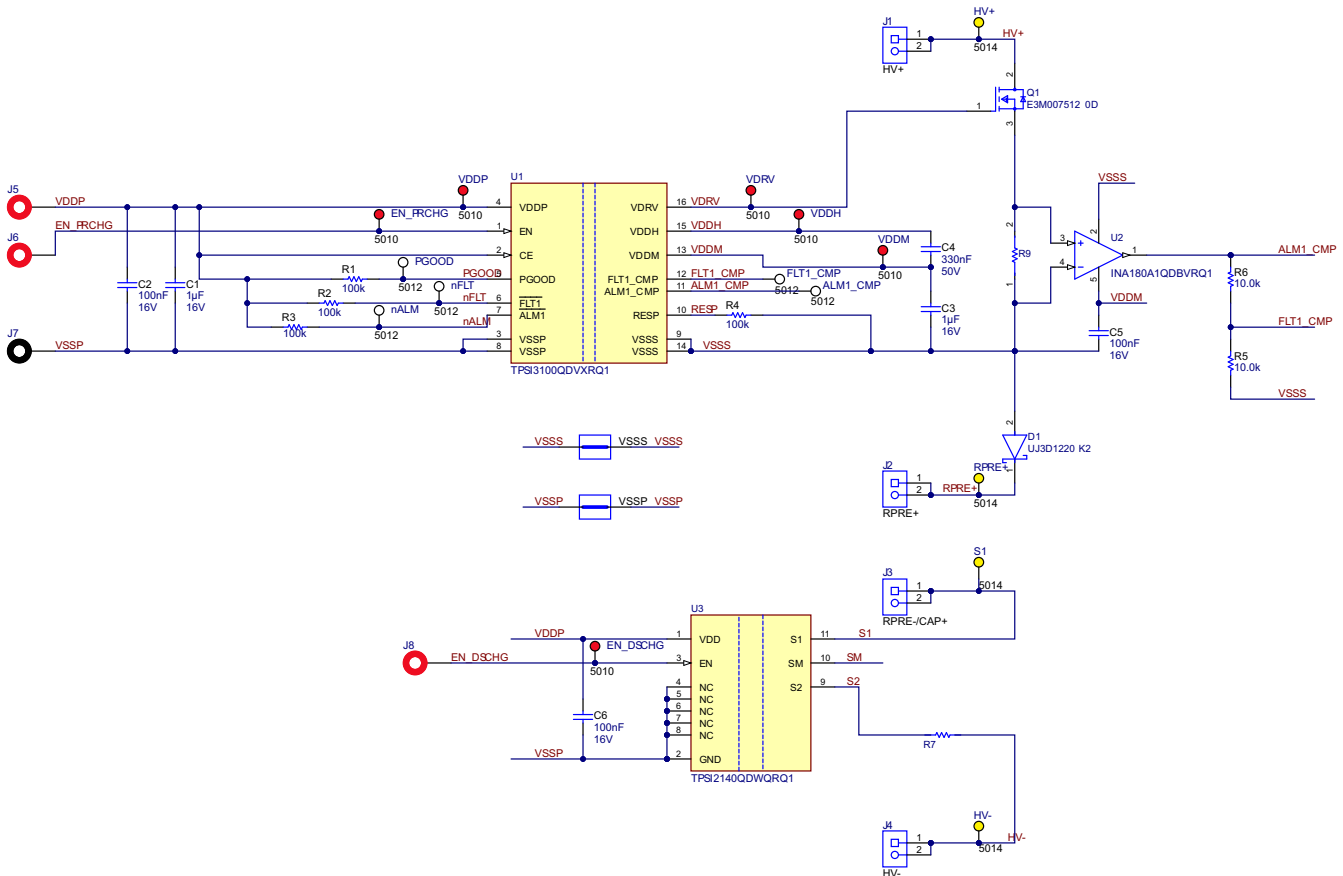 HV+
J1
1
2
HV+
5014
HV+
2
Q1
E3M007512 0D
1
3
J5
VDDP
VDDP
5010
U1
4
VDDP
VDRV
16
VDRV
VDRV
5010
VSSS
J6
EN_PRCHG
EN_PRCHG
5010
1
EN
VDDH
15
VDDH
VDDH
5010
2
CE
VDDM
13
VDDM
VDDM
5010
C4
330nF
50V
2
R9
1
3
4
+
–
2
5
1
U2
INA180A1QDBVRQ1
ALM1_CMP
R6
10.0k
VDDM
FLT1_CMP
C5
100nF
16V
R5
10.0k
VSSS
C2
100nF
16V
C1
1µF
16V
R1
100k
PGOOD
5012
PGOOD
PGOOD
FLT1_CMP
12
FLT1_CMP
FLT1_CMP
5012
R2
100k
nFLT
5012
nFLT
6
FLT1
ALM1_CMP
11
ALM1_CMP
ALM1_CMP
5012
R3
100k
nALM
5012
nALM
7
ALM1
RESP
10
RESP
R4
100k
C3
1µF
16V
J7
VSSP
3
VSSP
VSSS
9
8
VSSP
VSSS
14
VSSS
TPSI3100QDVXRQ1
VSSS
VSSS
VSSS
VSSP
VSSP
VSSP
2
D1
UJ3D1220 K2
1
J2
1
2
RPRE+
RPRE+
RPRE+
5014
S1
5014
J3
1
2
RPRE-/CAP+
U3
VDDP
1
VDD
S1
11
S1
J8
EN_DSCHG
EN_DSCHG
5010
3
EN
SM
10
SM
4
NC
S2
9
S2
5
NC
6
NC
7
NC
8
NC
C6
100nF
16V
R7
VSSP
2
GND
TPSI2140QDWQRQ1
HV-
J4
1
2
HV-
5014
HV-